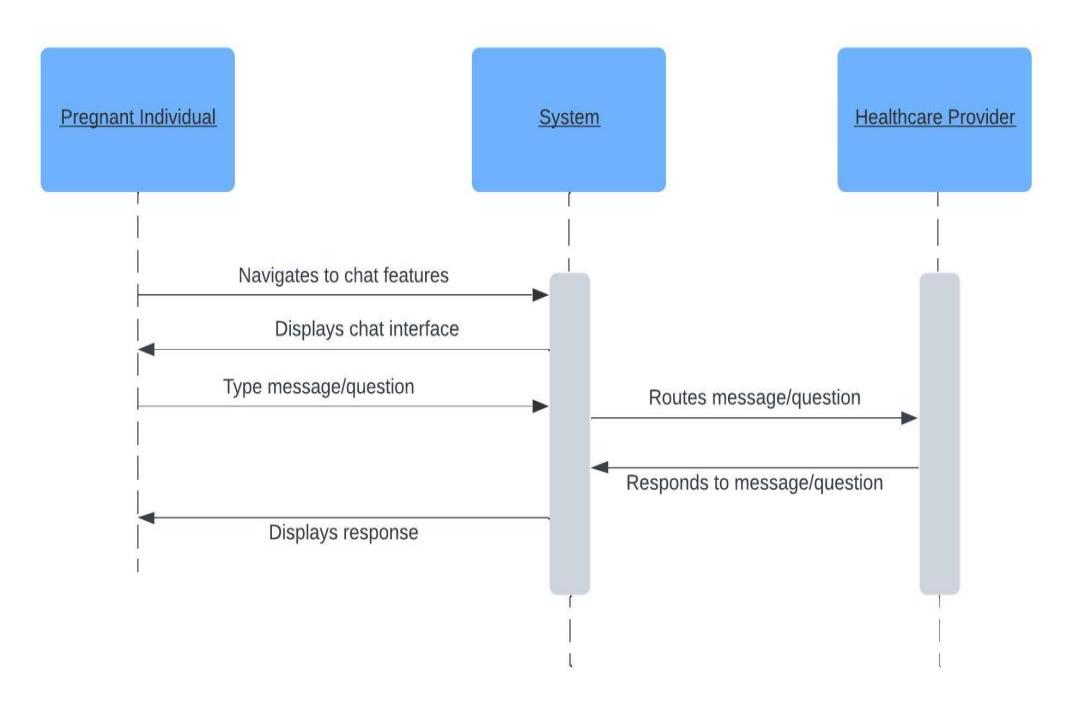 Pregnant Individual
System
Healthcare Provider
Navigates to chat features
Displays chat interface
Type message/question
Routes message/question
Responds to message/question
Displays response